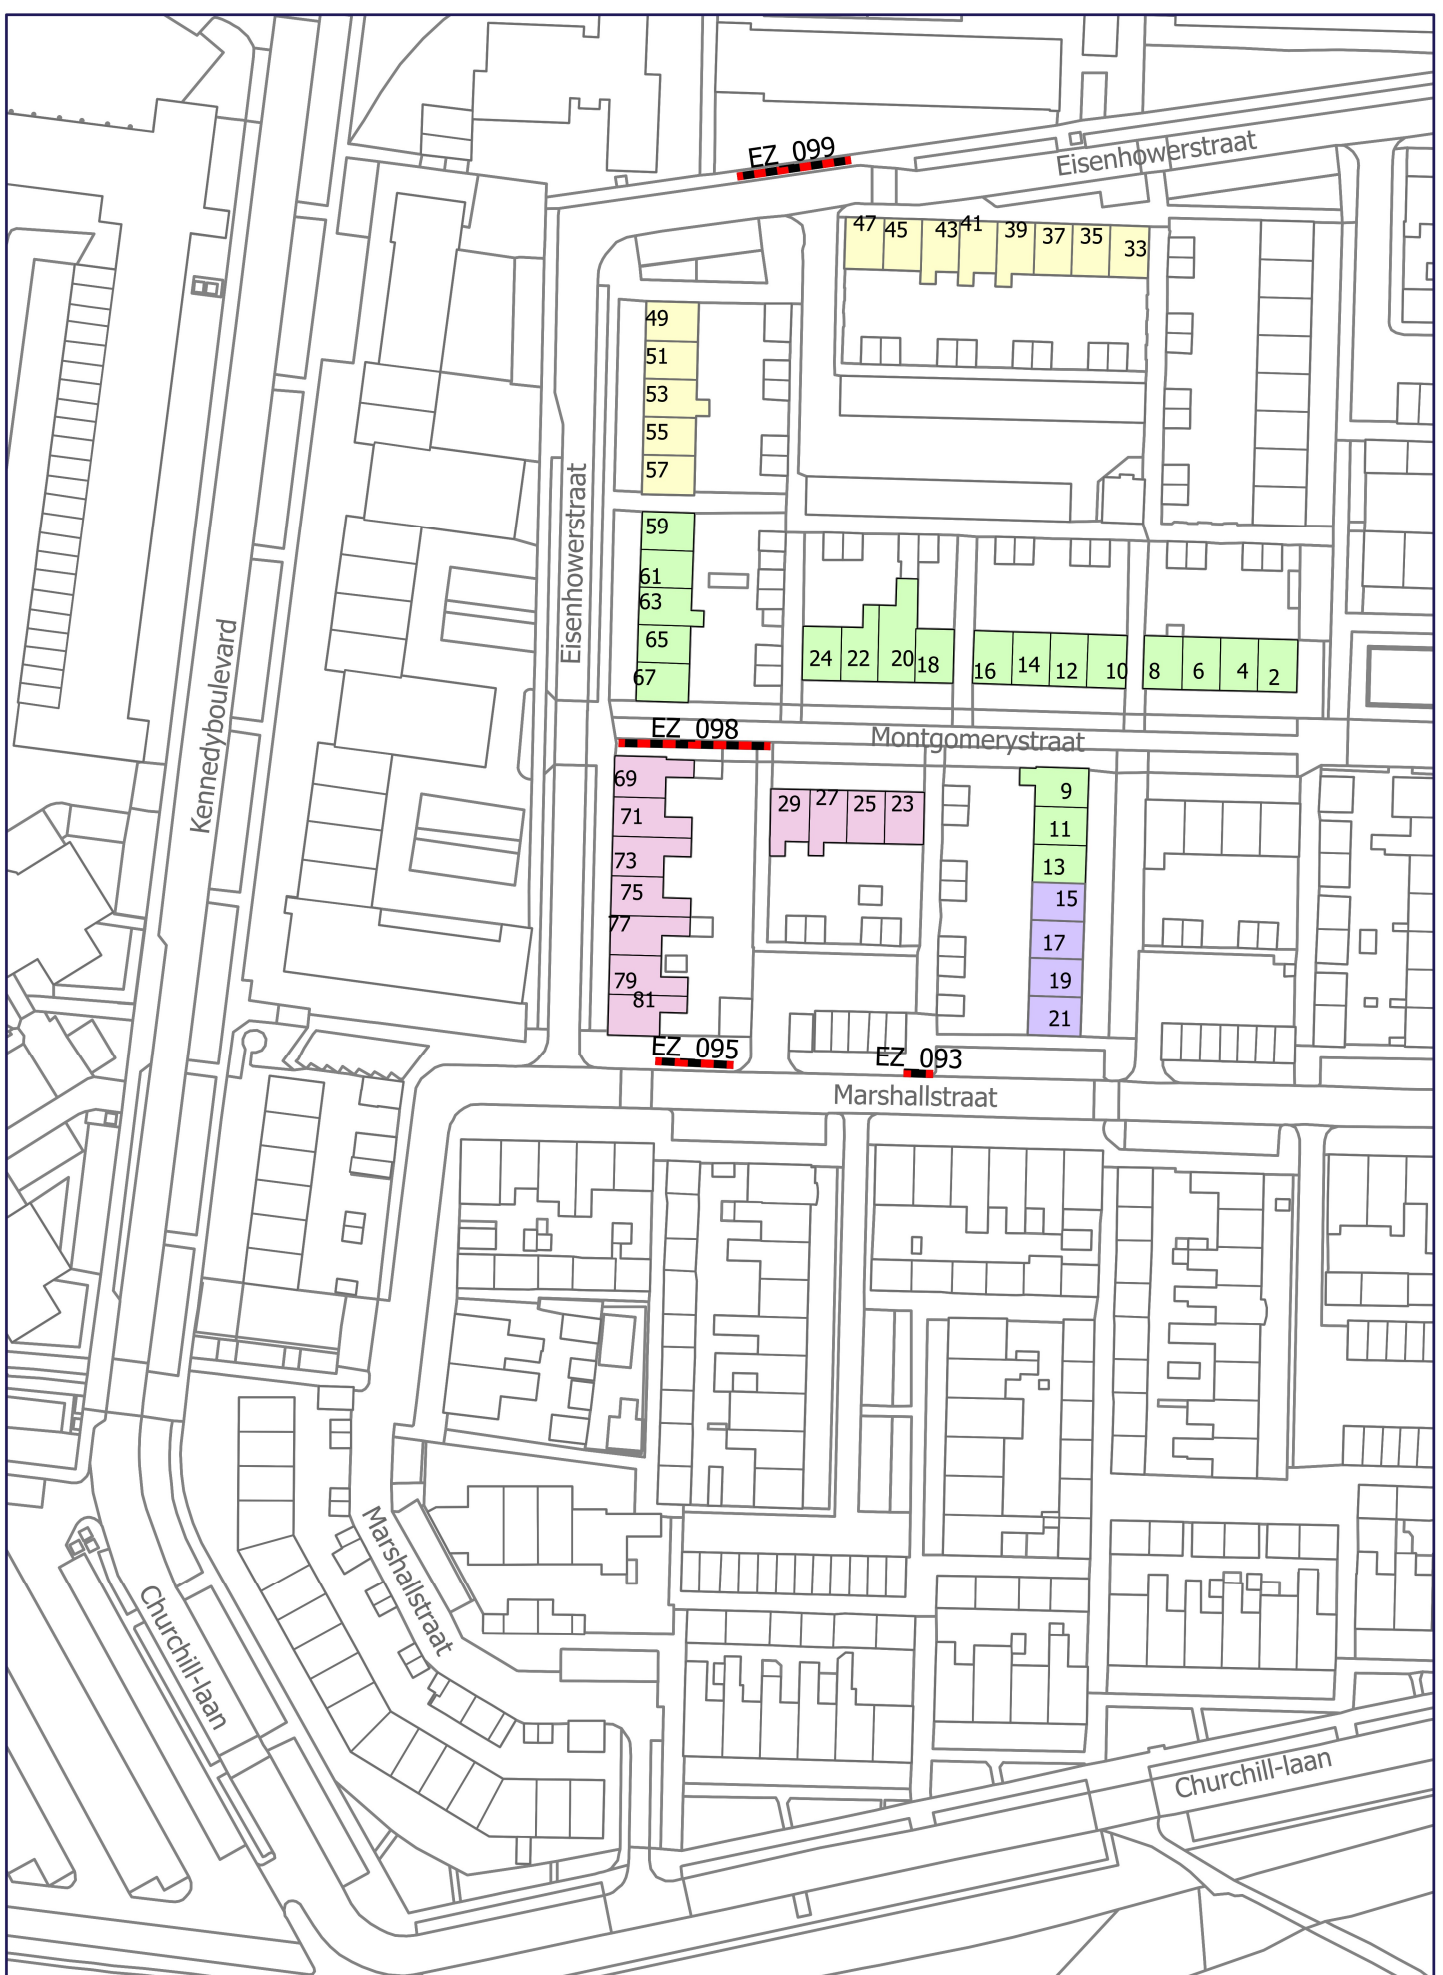 EZ_099
Eisenhowerstraat
47 45 43 41 39 37 35 33
49
51
53
55
57
Eisenhowerstraat
59
61
63
65
67
24 22 20 18 16 14 12 10 8 6 4 2
Kennedyboulevard
EZ_098
Montgomerystraat
69
71
73
75
77
79
81
29 27 25 23
9
11
13
15
17
19
21
EZ_095
EZ_093
Marshallstraat
Marshallstraat
Churchill-laan
Churchill-laan